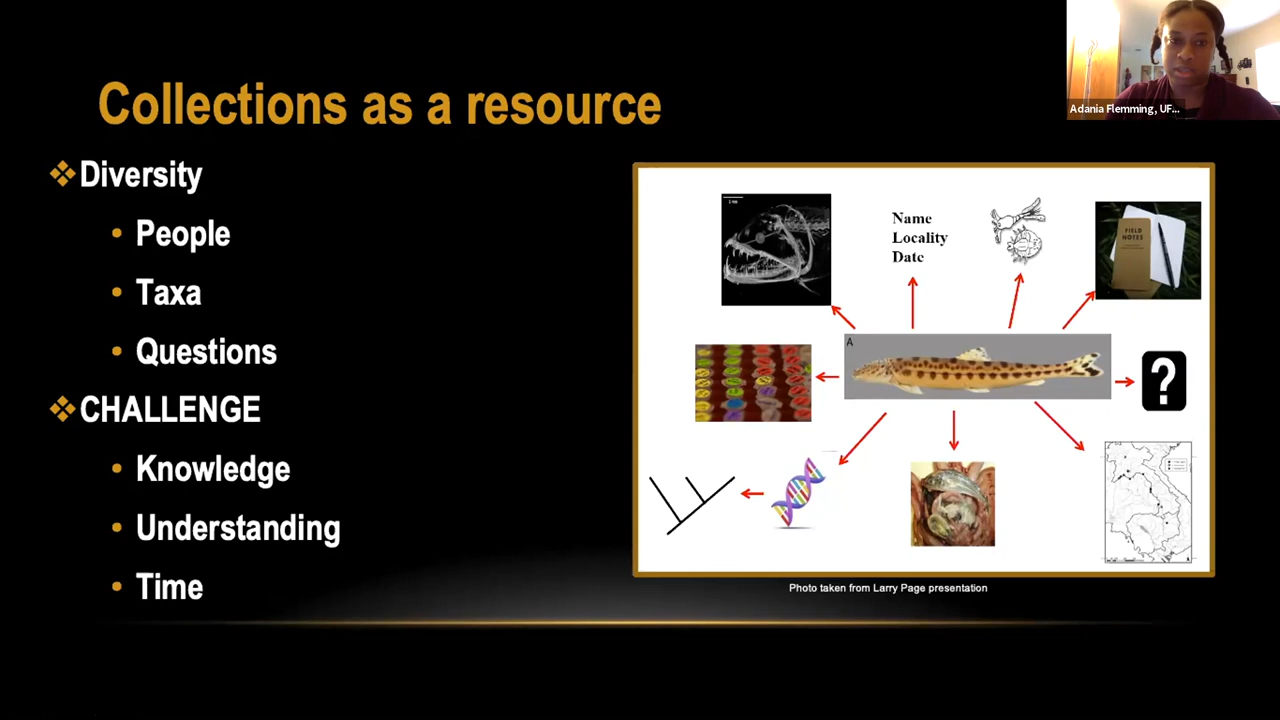 Collections as a resource
Adania Flemming, UF...
Diversity
People
Taxa
Questions
CHALLENGE
Knowledge
Understanding
Time
Name
Locality
Date
FIELD
NOTES
A
?
Photo taken from Larry Page presentation